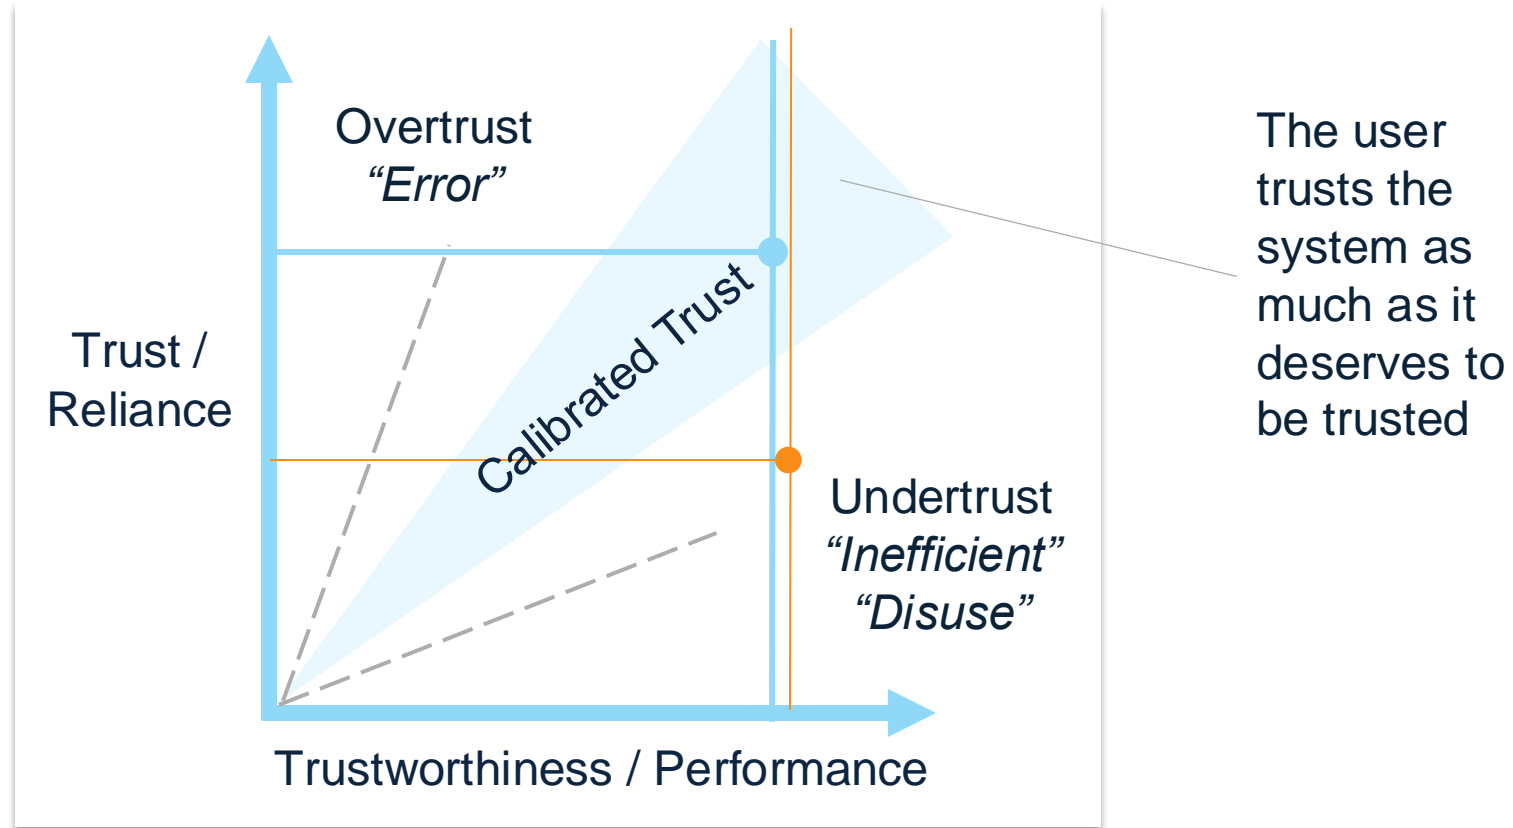 Overtrust
“Error”
Trust /
Reliance
Calibrated Trust
Undertrust
“Inefficient”
“Disuse”
Trustworthiness / Performance
The user
trusts the
system as
much as it
deserves to
be trusted